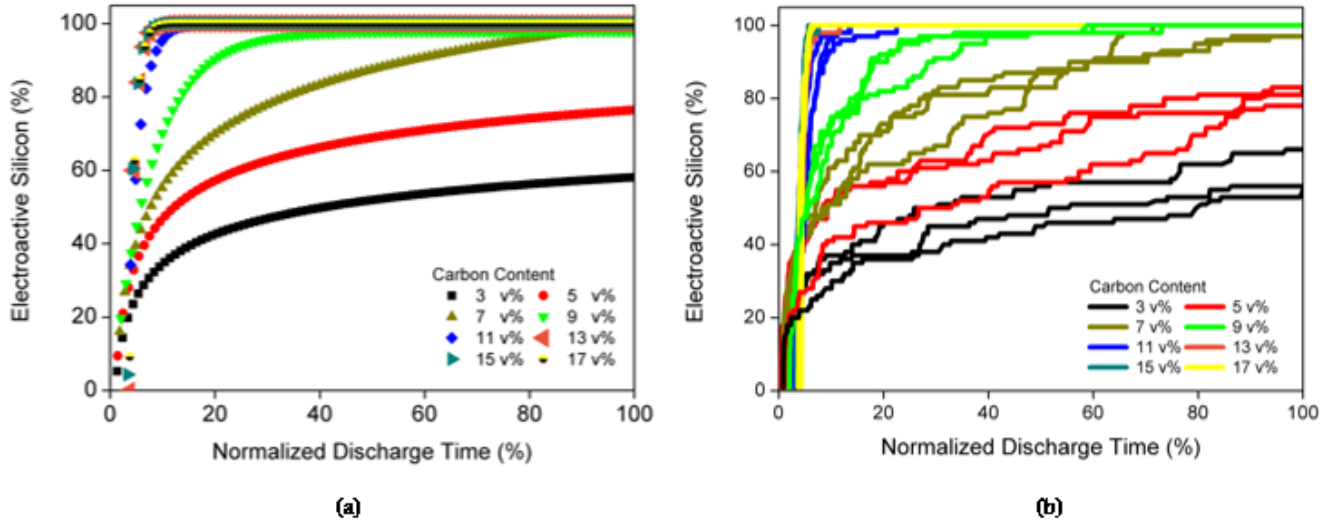 100
80
60
40
20
0
Electroactive Silicon (%)
Carbon Content
3 v% 5 v%
7 v% 9 v%
11 v% 13 v%
15 v% 17 v%
0 20 40 60 80 100
Normalized Discharge Time (%)
(a)
100
80
60
40
20
0
Electroactive Silicon (%)
Carbon Content
3 v% 5 v%
7 v% 9 v%
11 v% 13 v%
15 v% 17 v%
0 20 40 60 80 100
Normalized Discharge Time (%)
(b)